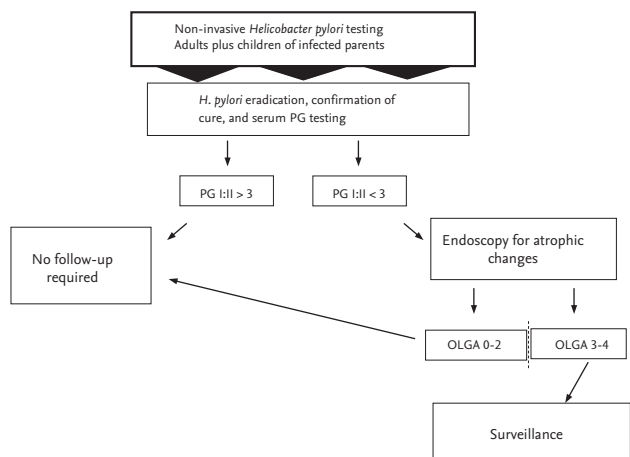 Non-invasive Helicobacter pylori testing
Adults plus children of infected parents
H. pylori eradication, confirmation of
cure, and serum PG testing
PG I:II > 3
PG I:II < 3
No follow-up
required
Endoscopy for atrophic
changes
OLGA 0-2
OLGA 3-4
Surveillance